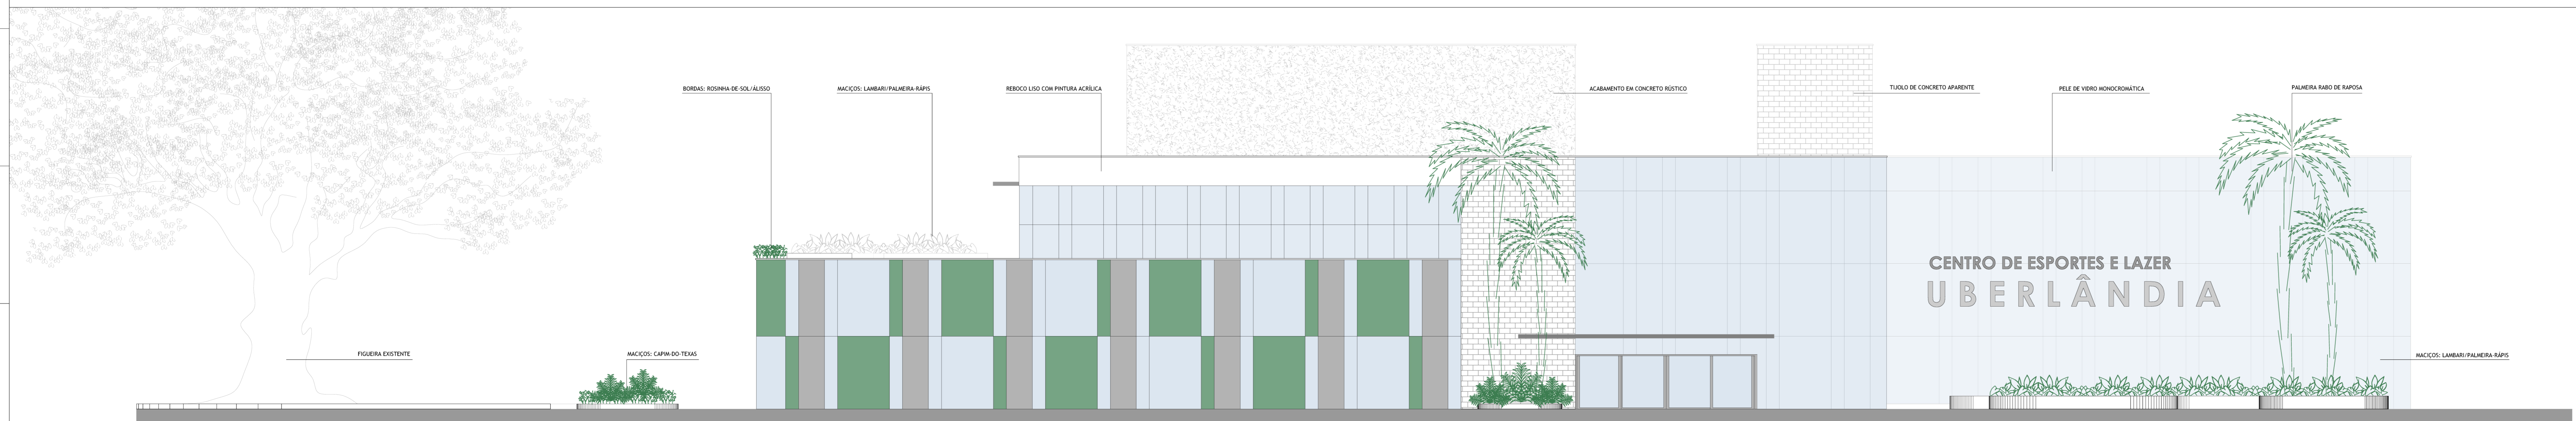 BORDAS: ROSINHA-DE-SOL/ÁLISSO
MACIÇOS: LAMBARI/PALMEIRA-RÁPIS
REBOCO LISO COM PINTURA ACRÍLICA
ACABAMENTO EM CONCRETO RÚSTICO
TIJOLO DE CONCRETO APARENTE
PELE DE VIDRO MONOCROMÁTICA
PALMEIRA RABO DE RAPOSA
CENTRO DE ESPORTES E LAZER
UBERLÂNDIA
FIGUEIRA EXISTENTE
MACIÇOS: CAPIM-DO-TEXAS
MACIÇOS: LAMBARI/PALMEIRA-RÁPIS